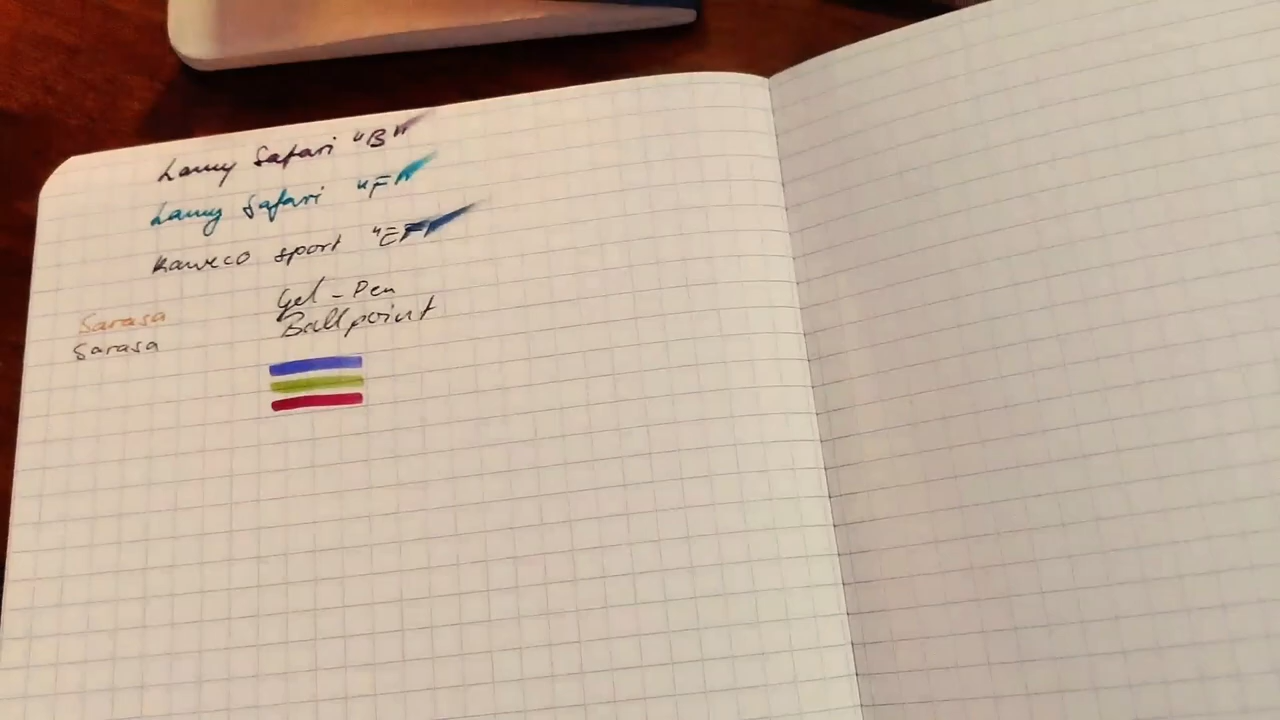 Lamy Safari "B"
Lamy Safari "F"
Kaweco sport "EF"
Gel-Pen
Sarasa
Ballpoint
Sarasa